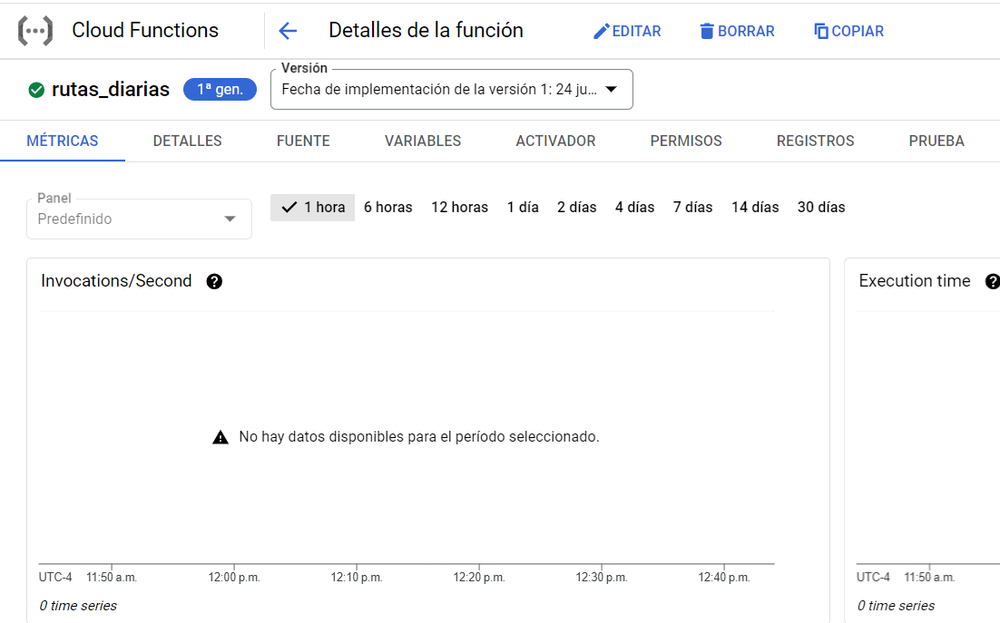 Cloud Functions
Detalles de la función
EDITAR
BORRAR
COPIAR
rutas_diarias
1ª gen.
Versión
Fecha de implementación de la versión 1: 24 ju...
MÉTRICAS
DETALLES
FUENTE
VARIABLES
ACTIVADOR
PERMISOS
REGISTROS
PRUEBA
Panel
Predefinido
1 hora
6 horas
12 horas
1 día
2 días
4 días
7 días
14 días
30 días
Invocations/Second
No hay datos disponibles para el período seleccionado.
UTC-4
11:50 a.m.
12:00 p.m.
12:10 p.m.
12:20 p.m.
12:30 p.m.
12:40 p.m.
0 time series
Execution time
UTC-4
11:50 a.m.
0 time series